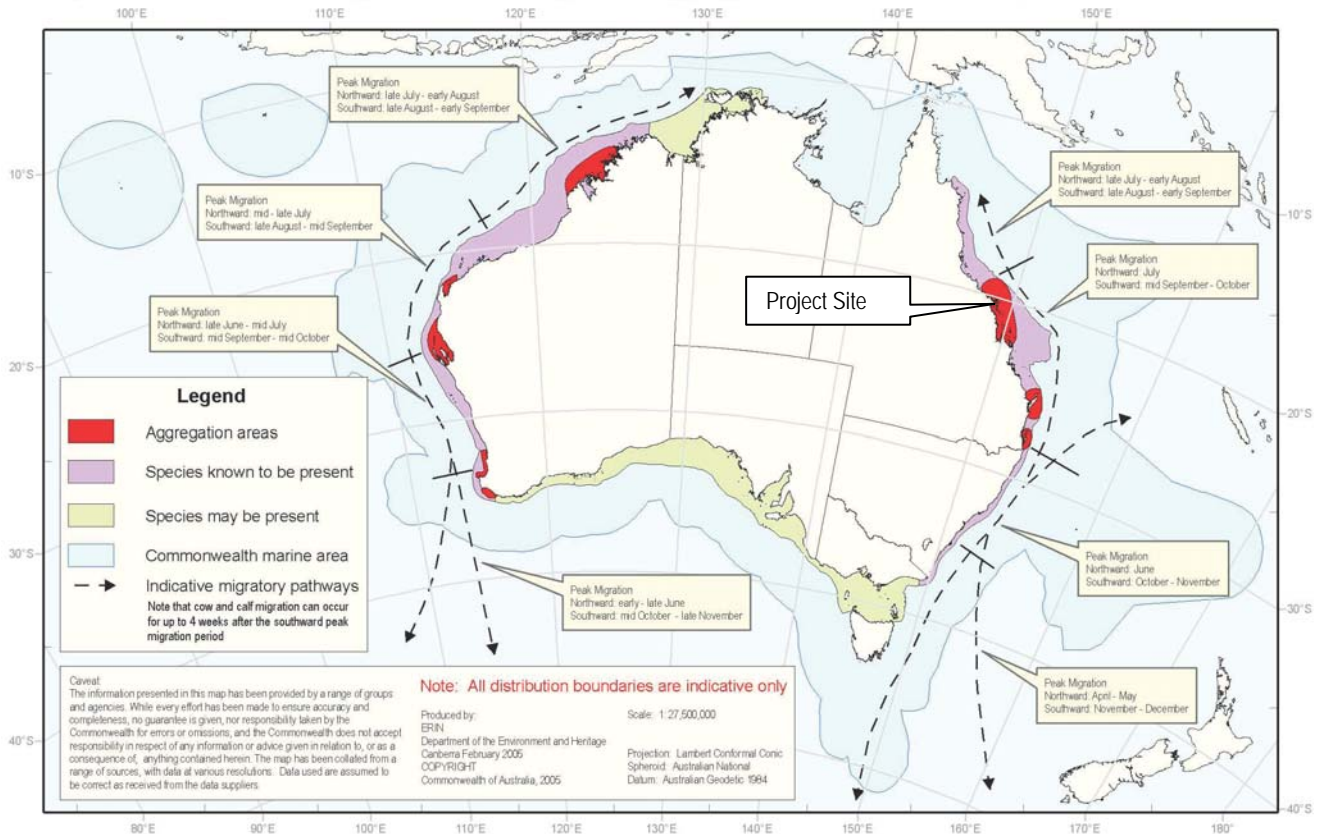 100°E 110°E 120°E 130°E 140°E 150°E
Peak Migration
Northward: late July - early August
Southward: late August - early September
Peak Migration
Northward: late July - early August
Southward: late August - early September
10°S
10°S
Peak Migration
Northward: mid - late July
Southward: late August - mid September
Peak Migration
Northward: July
Southward: mid September - October
Project Site
Peak Migration
Northward: late June - mid July
Southward: mid September - mid October
20°S
20°S
Legend
Aggregation areas
Species known to be present
Species may be present
Commonwealth marine area
Indicative migratory pathways
Note that cow and calf migration can occur
for up to 4 weeks after the southward peak
migration period
30°S
30°S
Peak Migration
Northward: June
Southward: October - November
Peak Migration
Northward: early - late June
Southward: mid October - late November
Peak Migration
Northward: April - May
Southward: November - December
Caveat:
The information presented in this map has been provided by a range of groups
and agencies. While every effort has been made to ensure accuracy and
completeness, no guarantee is given, nor responsibility taken by the
Commonwealth for errors or omissions, and the Commonwealth does not accept
responsibility in respect of any information or advice given in relation to, or as a
consequence of, anything contained herein. The map has been collated from a
range of sources, with data at various resolutions. Data used are assumed to
be correct as received from the data suppliers.
Note: All distribution boundaries are indicative only
Produced by:
ERIN
Department of the Environment and Heritage
Canberra February 2005
COPYRIGHT
Commonwealth of Australia, 2005
Scale: 1:27,500,000
Projection: Lambert Conformal Conic
Spheroid: Australian National
Datum: Australian Geodetic 1984
40°S
40°S
80°E 90°E 100°E 110°E 120°E 130°E 140°E 150°E 160°E 170°E 180°